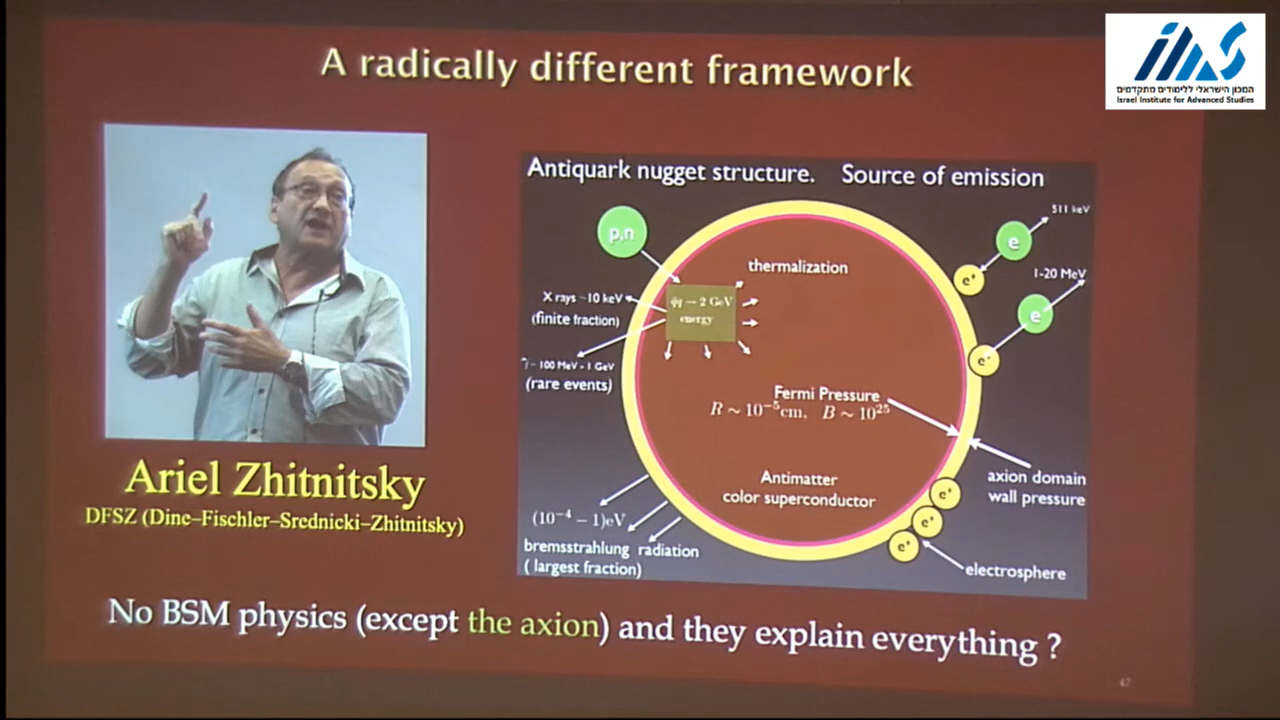 A radically different framework
המכון הישראלי ללימודים מתקדמים
Israel Institute for Advanced Studies
Antiquark nugget structure. Source of emission
p,n
511 keV
e
e⁺
1-20 MeV
e
e⁺
thermalization
X rays ~10 keV
(finite fraction)
q̄q → 2 GeV
energy
γ ~ 100 MeV - 1 GeV
(rare events)
Fermi Pressure
R ~ 10⁻⁵cm, B ~ 10²⁵
Antimatter
color superconductor
axion domain
wall pressure
e⁺
e⁺
e⁺
electrosphere
(10⁻⁴ − 1)eV
bremsstrahlung radiation
( largest fraction)
Ariel Zhitnitsky
DFSZ (Dine–Fischler–Srednicki–Zhitnitsky)
No BSM physics (except the axion) and they explain everything ?
47